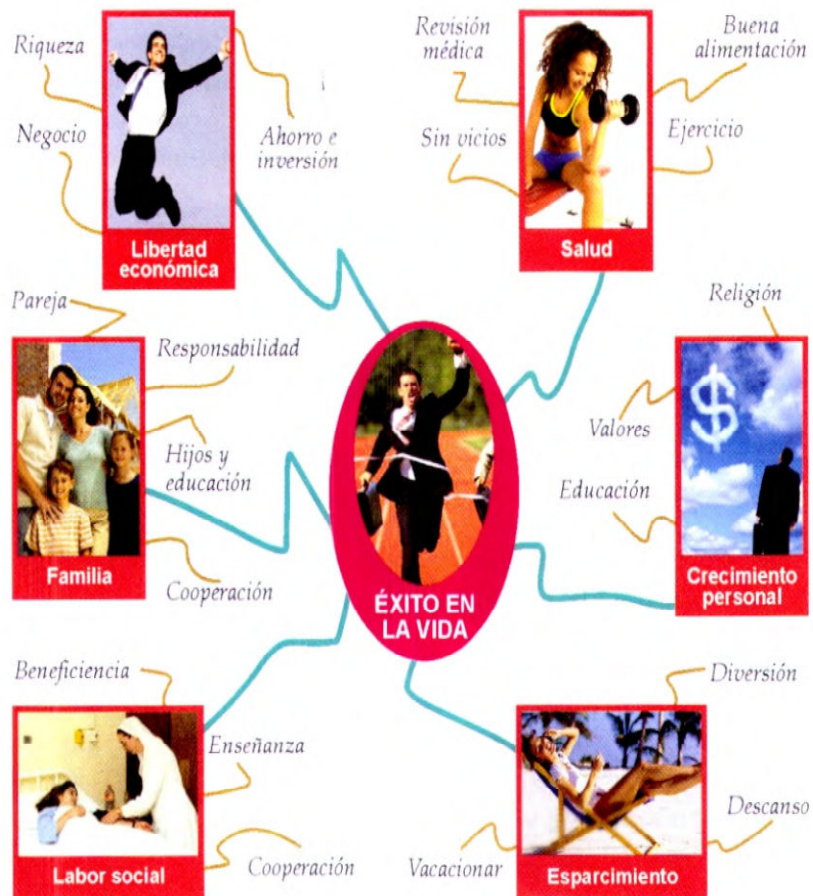 Riqueza
Negocio
Ahorro e
inversión
Libertad
económica
Revisión
médica
Buena
alimentación
Sin vicios
Ejercicio
Salud
Pareja
Responsabilidad
Hijos y
educación
Cooperación
Familia
ÉXITO EN
LA VIDA
Religión
Valores
Educación
$
Crecimiento
personal
Beneficiencia
Enseñanza
Cooperación
Labor social
Diversión
Descanso
Vacacionar
Esparcimiento